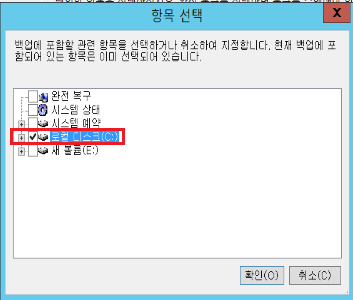 항목 선택
X
백업에 포함할 관련 항목을 선택하거나 취소하여 지정합니다. 현재 백업에 포
함되어 있는 항목은 이미 선택되어 있습니다.
완전 복구
시스템 상태
시스템 예약
로컬 디스크(C:)
새 볼륨(E:)
확인(O)
취소(C)